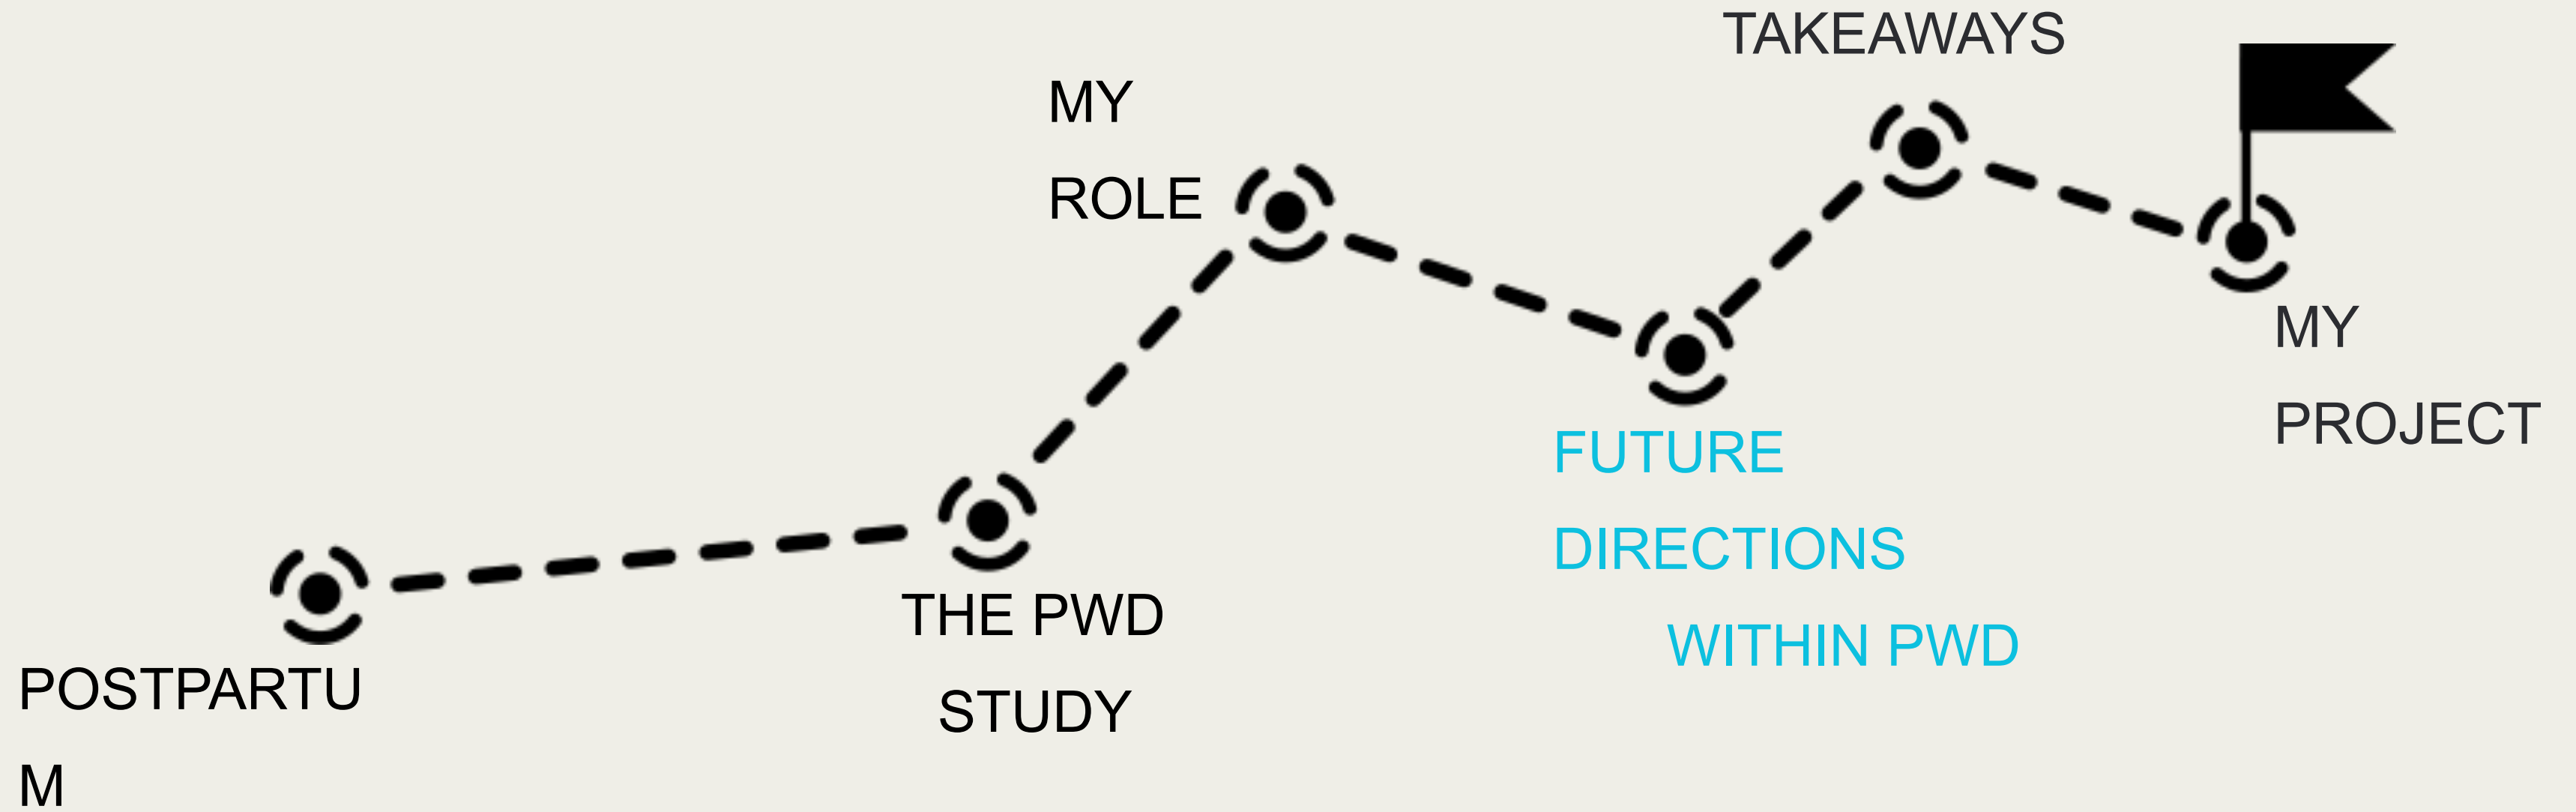 POSTPARTU
M
THE PWD
STUDY
MY
ROLE
FUTURE
DIRECTIONS
WITHIN PWD
TAKEAWAYS
MY
PROJECT